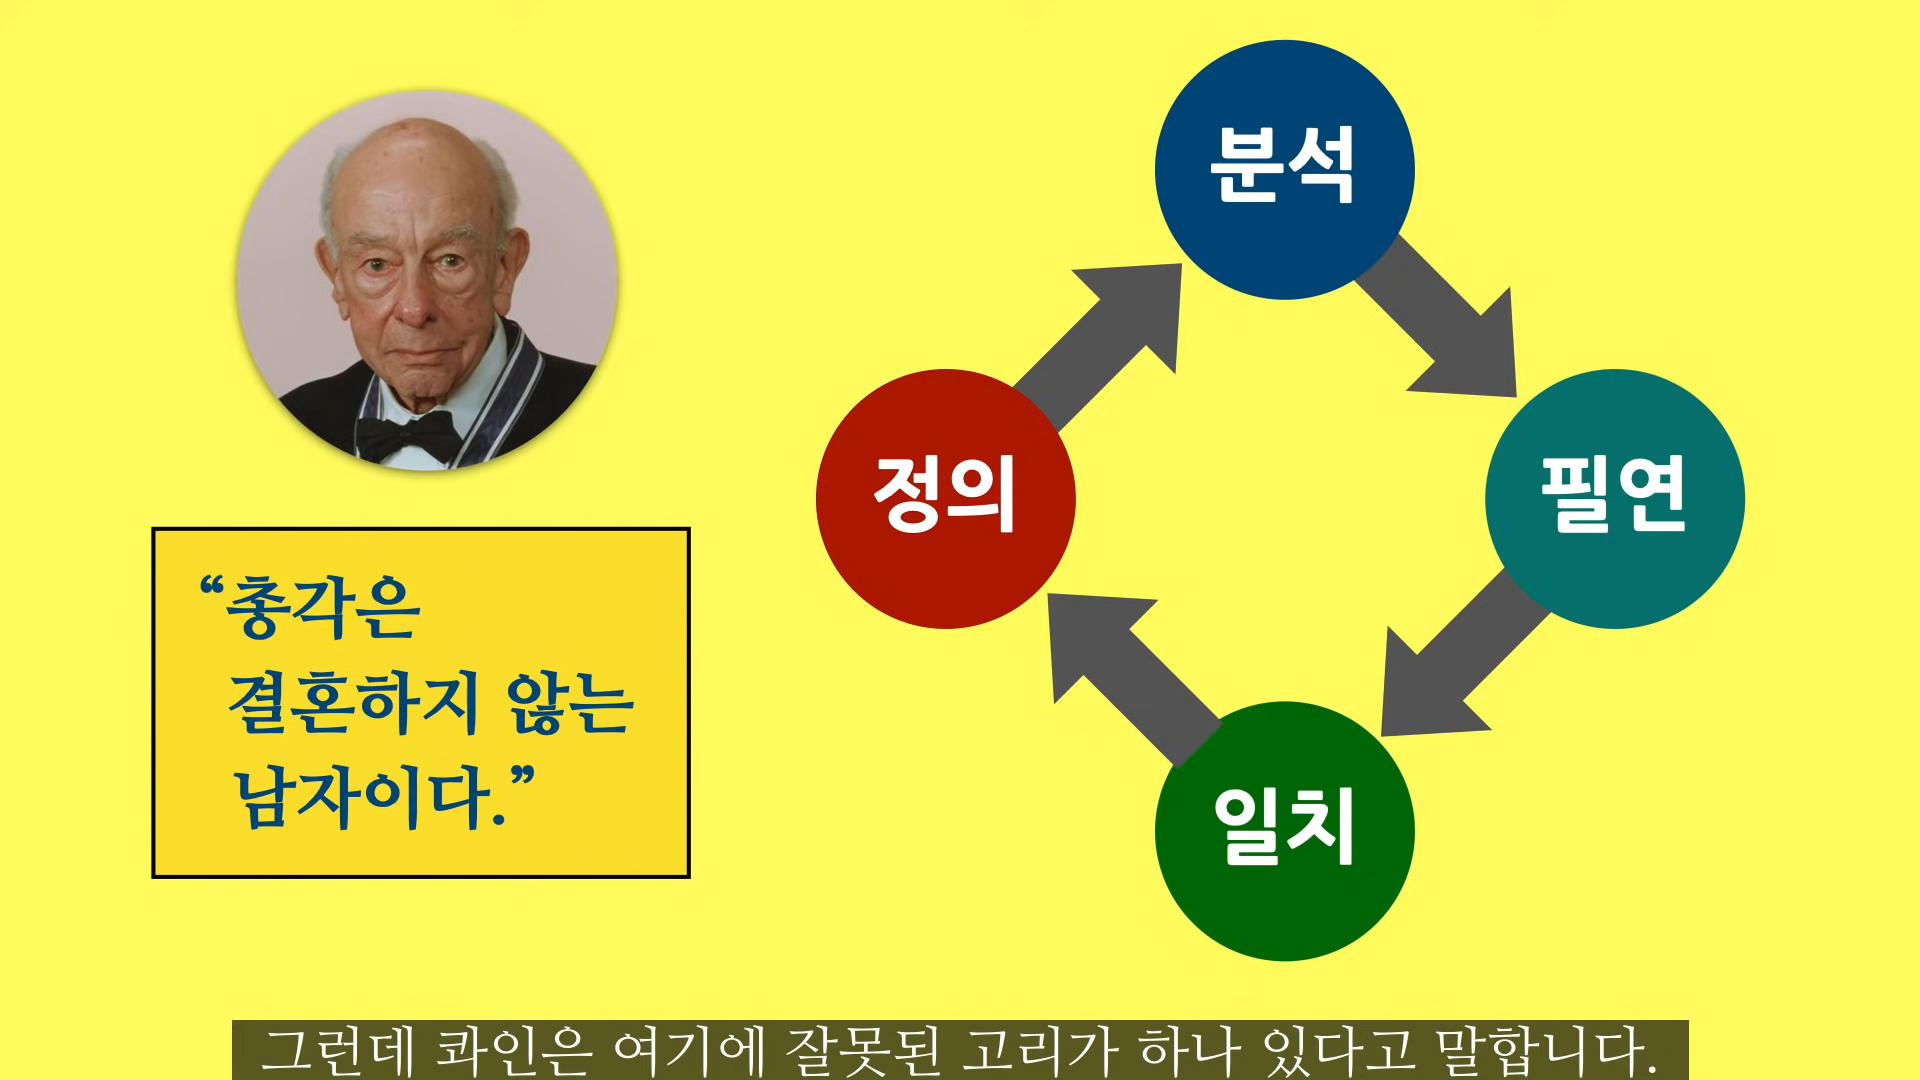 “총각은
결혼하지 않는
남자이다.”
분석
정의
필연
일치
그런데 콰인은 여기에 잘못된 고리가 하나 있다고 말합니다.